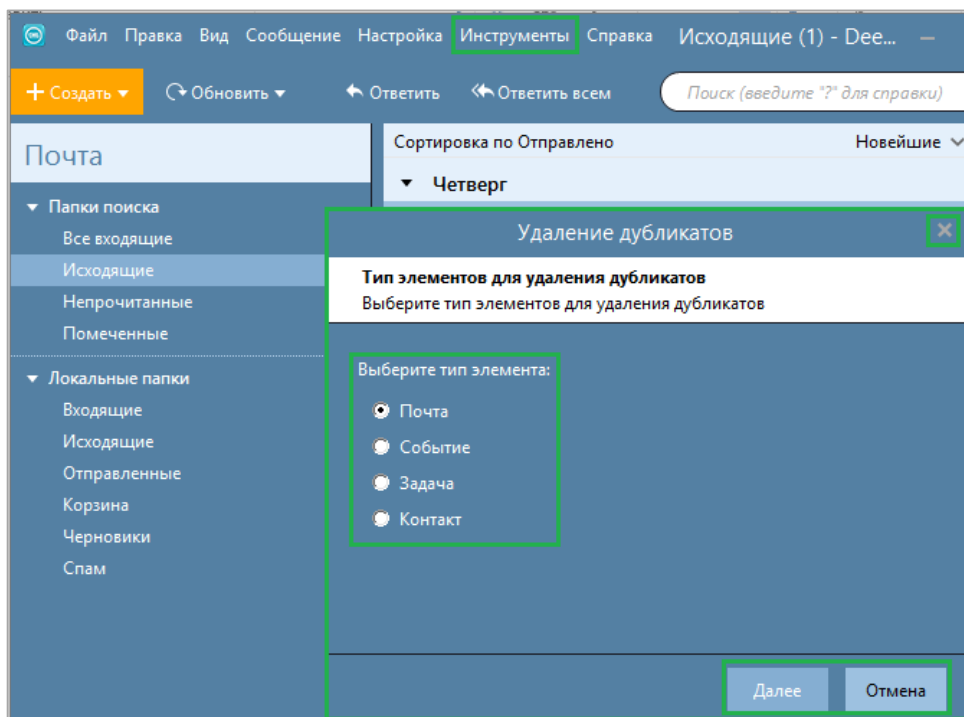 Файл Правка Вид Сообщение Настройка Инструменты Справка Исходящие (1) - Dee...
Создать Обновить Ответить Ответить всем Поиск (введите "?" для справки)
Почта
Папки поиска
Все входящие
Исходящие
Непрочитанные
Помеченные
Локальные папки
Входящие
Исходящие
Отправленные
Корзина
Черновики
Спам
Сортировка по Отправлено Новейшие
Четверг
Удаление дубликатов
Тип элементов для удаления дубликатов
Выберите тип элементов для удаления дубликатов
Выберите тип элемента:
Почта
Событие
Задача
Контакт
Далее Отмена